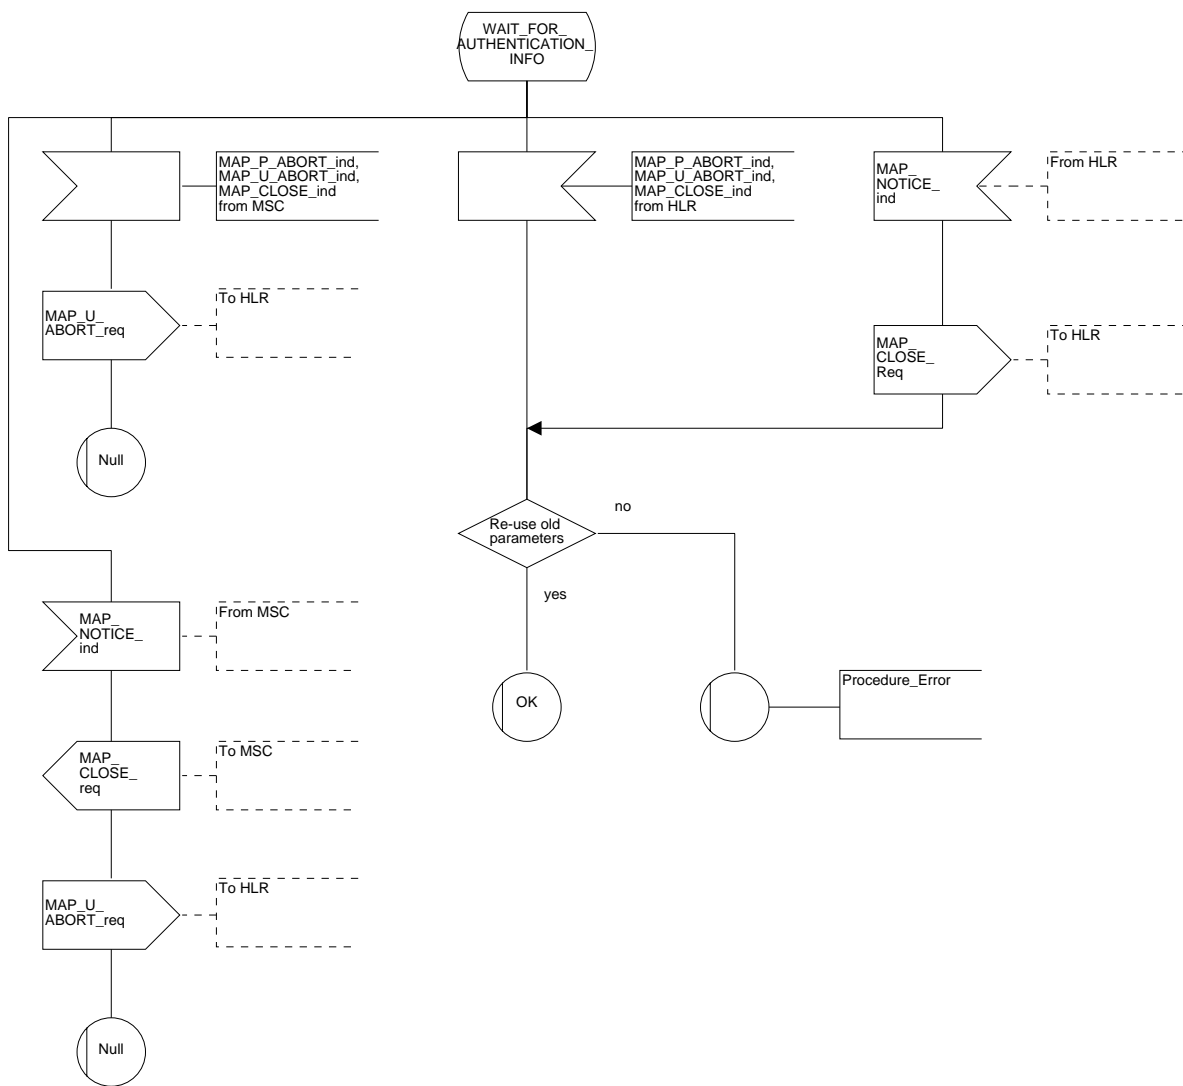 WAIT_FOR_
AUTHENTICATION_
INFO
MAP_P_ABORT_ind,
MAP_U_ABORT_ind,
MAP_CLOSE_ind
from MSC
MAP_P_ABORT_ind,
MAP_U_ABORT_ind,
MAP_CLOSE_ind
from HLR
MAP_
NOTICE_
ind
From HLR
MAP_U_
ABORT_req
To HLR
MAP_
CLOSE_
Req
To HLR
Null
Re-use old
parameters
no
yes
MAP_
NOTICE_
ind
From MSC
OK
Procedure_Error
MAP_
CLOSE_
req
To MSC
MAP_U_
ABORT_req
To HLR
Null